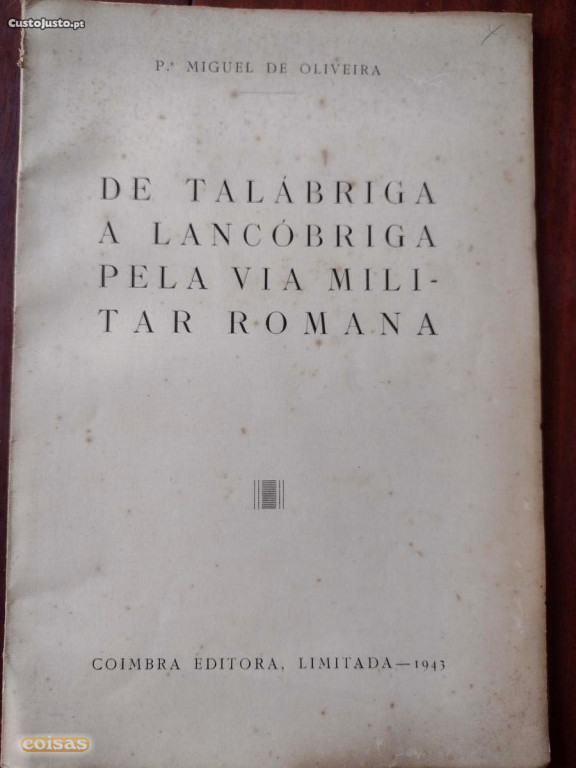 CustoJusto.pt
P.e MIGUEL DE OLIVEIRA
DE TALÁBRIGA
A LANCÓBRIGA
PELA VIA MILI-
TAR ROMANA
COIMBRA EDITORA, LIMITADA—1943
coisas